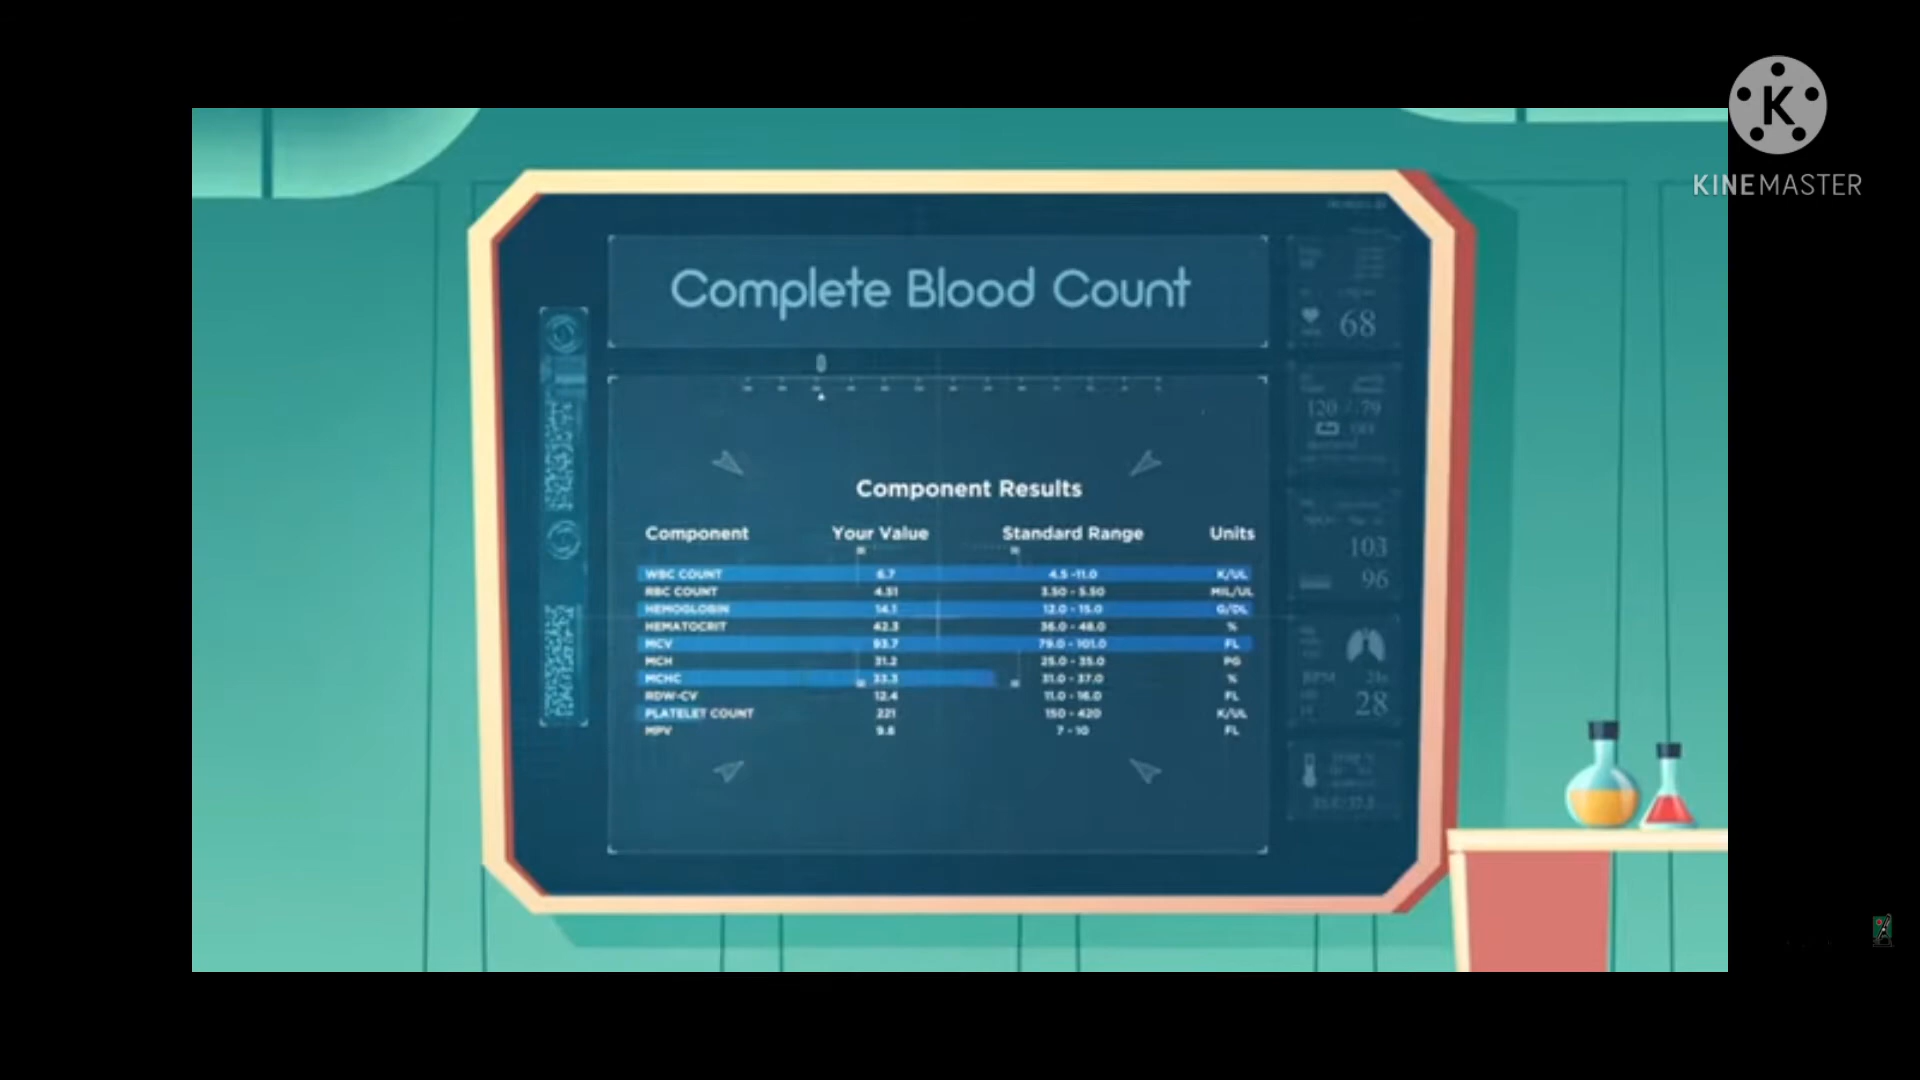 KINEMASTER
Complete Blood Count
68
120 / 79
103
96
BPM
28
Component Results
Component Your Value Standard Range Units
WBC COUNT 6.7 4.5 -11.0 K/UL
RBC COUNT 4.51 3.50 - 5.50 MIL/UL
HEMOGLOBIN 14.1 12.0 - 15.0 G/DL
HEMATOCRIT 42.3 36.0 - 48.0 %
MCV 93.7 79.0 - 101.0 FL
MCH 31.2 25.0 - 35.0 PG
MCHC 33.3 31.0 - 37.0 %
RDW-CV 12.4 11.0 - 16.0 FL
PLATELET COUNT 221 150 - 420 K/UL
MPV 9.8 7 - 10 FL